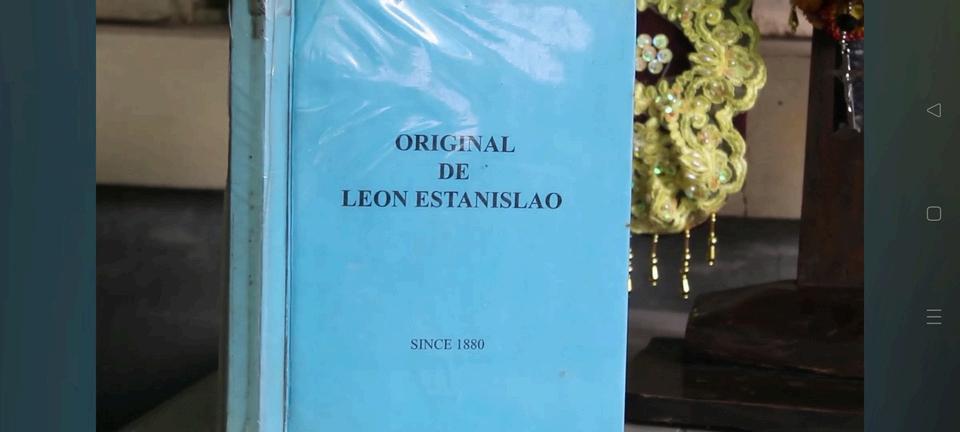 ORIGINAL
DE
LEON ESTANISLAO
SINCE 1880